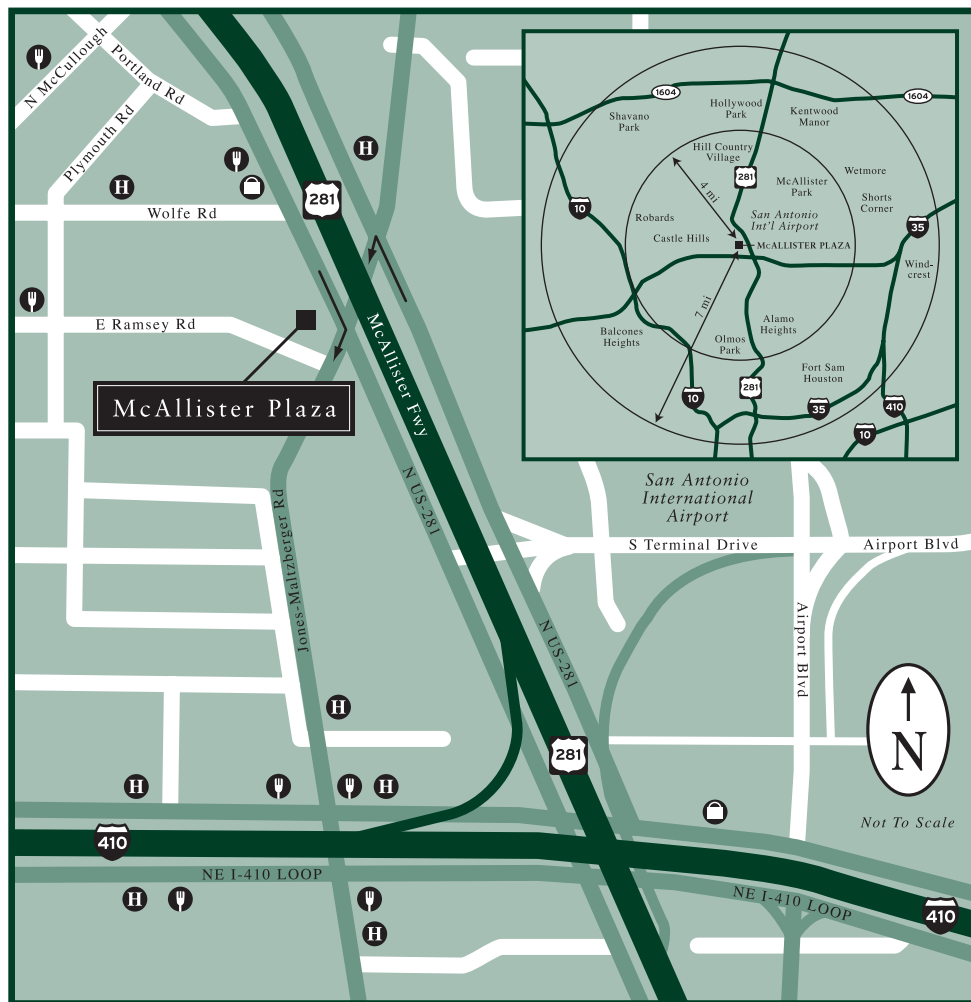 N McCullough
Portland Rd
Plymouth Rd
H
H
281
Wolfe Rd
E Ramsey Rd
McAllister Fwy
McAllister Plaza
N US-281
Jones-Maltzberger Rd
1604
1604
Hollywood
Park
Kentwood
Manor
Shavano
Park
Hill Country
Village
281
4 mi
McAllister
Park
Wetmore
Shorts
Corner
10
Robards
San Antonio
Int'l Airport
35
Castle Hills
McALLISTER PLAZA
Wind-
crest
7 mi
Balcones
Heights
Alamo
Heights
Olmos
Park
Fort Sam
Houston
281
10
35
410
10
San Antonio
International
Airport
S Terminal Drive
Airport Blvd
Airport Blvd
N US-281
H
281
N
Not To Scale
H
H
410
NE I-410 LOOP
NE I-410 LOOP
410
H
H